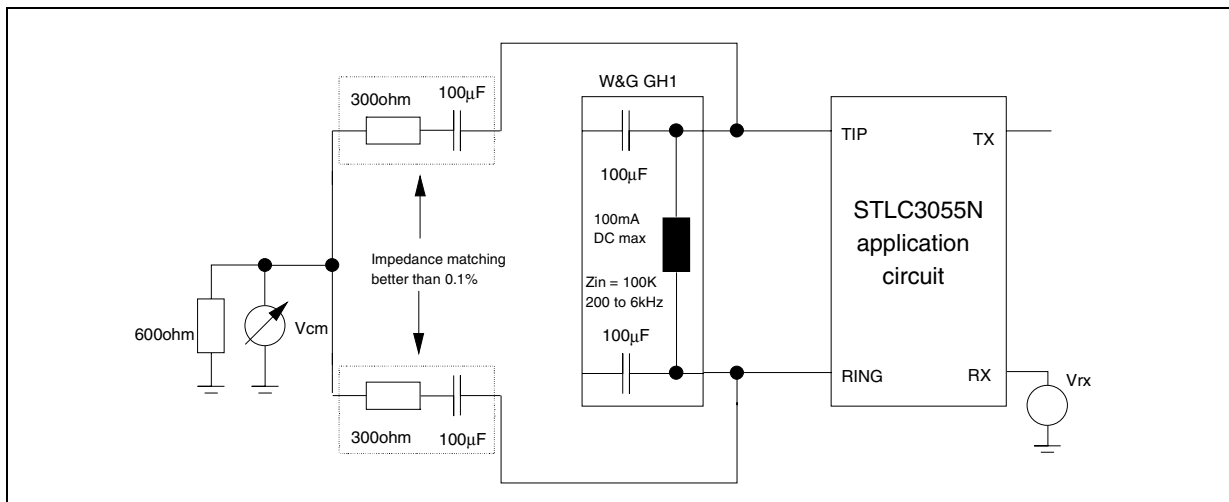 W&G GH1
300ohm
100µF
TIP
TX
100µF
STLC3055N
application
circuit
100mA
DC max
Impedance matching
better than 0.1%
Zin = 100K
200 to 6kHz
Vcm
600ohm
100µF
RING
RX
Vrx
300ohm
100µF